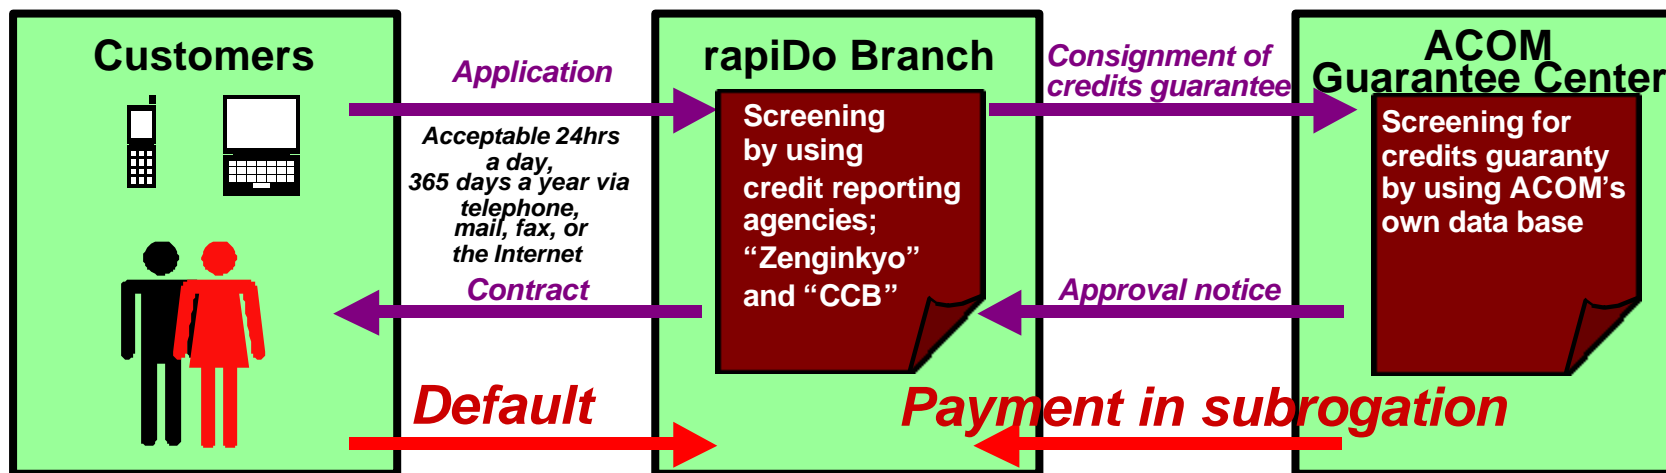 Customers
Application
Acceptable 24hrs
a day,
365 days a year via
telephone,
mail, fax, or
the Internet
Contract
Default
rapiDo Branch
Screening
by using
credit reporting
agencies;
“Zenginkyo”
and “CCB”
Consignment of
credits guarantee
Approval notice
Payment in subrogation
ACOM
Guarantee Center
Screening for
credits guaranty
by using ACOM’s
own data base